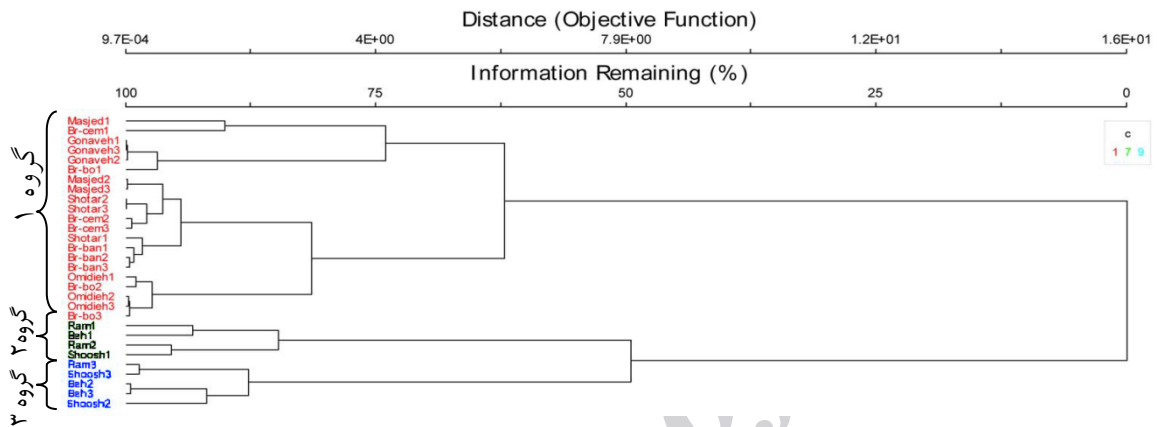 Distance (Objective Function)
9.7E-04 4E+00 7.9E+00 1.2E+01 1.6E+01
Information Remaining (%)
100 75 50 25 0
گروه ۱
Masjed1
Br-cem1
Gonaveh1
Gonaveh3
Gonaveh2
Br-bo1
Masjed2
Masjed3
Shotar2
Shotar3
Br-cem2
Br-cem3
Shotar1
Br-ban1
Br-ban2
Br-ban3
Omidieh1
Br-bo2
Omidieh2
Omidieh3
Br-bo3
گروه ۲
Ram1
Beh1
Ram2
Shoosh1
گروه ۳
Ram3
Shoosh3
Beh2
Beh3
Shoosh2
c
1 7 9